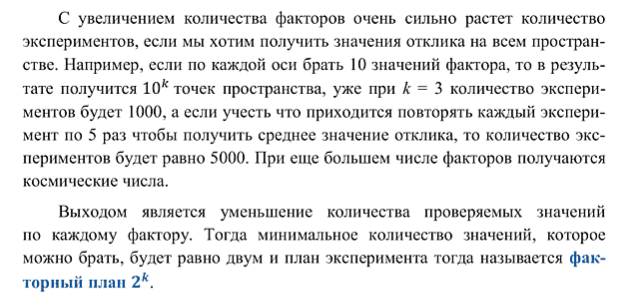 С увеличением количества факторов очень сильно растет количество
экспериментов, если мы хотим получить значения отклика на всем простран-
стве. Например, если по каждой оси брать 10 значений фактора, то в резуль-
тате получится 10ᵏ точек пространства, уже при k = 3 количество экспери-
ментов будет 1000, а если учесть что приходится повторять каждый экспери-
мент по 5 раз чтобы получить среднее значение отклика, то количество экс-
периментов будет равно 5000. При еще большем числе факторов получаются
космические числа.
Выходом является уменьшение количества проверяемых значений
по каждому фактору. Тогда минимальное количество значений, которое
можно брать, будет равно двум и план эксперимента тогда называется фак-
торный план 2ᵏ.